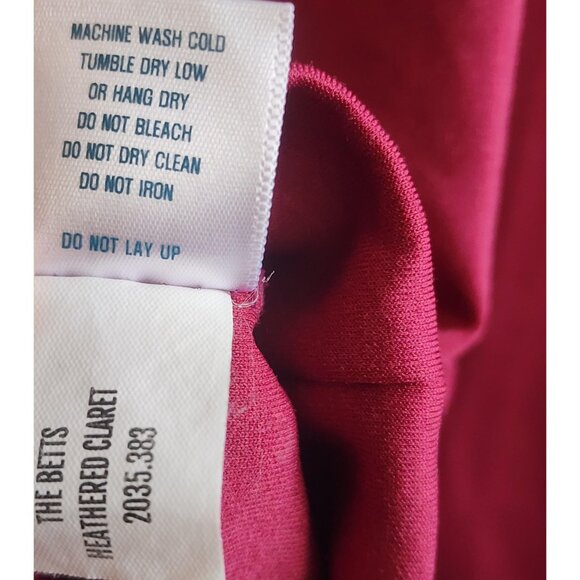 MACHINE WASH COLD
TUMBLE DRY LOW
OR HANG DRY
DO NOT BLEACH
DO NOT DRY CLEAN
DO NOT IRON
DO NOT LAY UP
THE BETTS
HEATHERED CLARET
2035.383